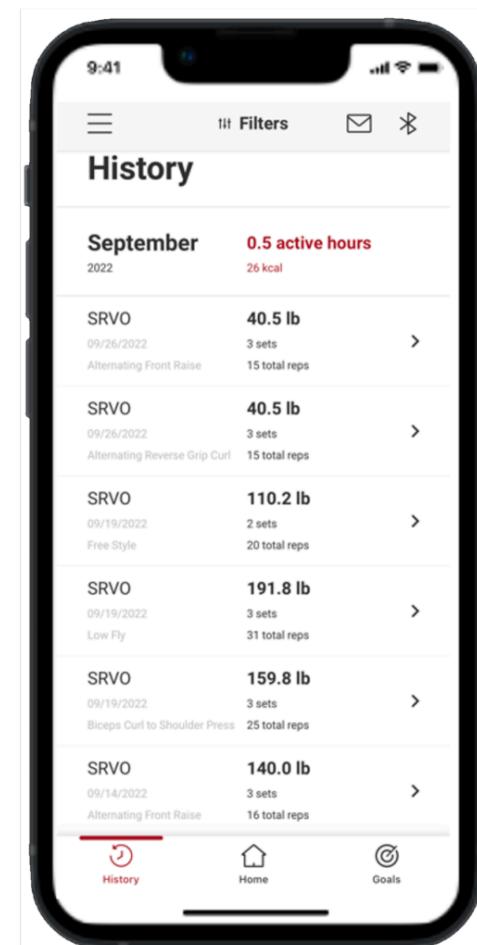 9:41
Filters
History
September
0.5 active hours
2022
26 kcal
SRVO
40.5 lb
09/26/2022
3 sets
Alternating Front Raise
15 total reps
SRVO
40.5 lb
09/26/2022
3 sets
Alternating Reverse Grip Curl
15 total reps
SRVO
110.2 lb
09/19/2022
2 sets
Free Style
20 total reps
SRVO
191.8 lb
09/19/2022
3 sets
Low Fly
31 total reps
SRVO
159.8 lb
09/19/2022
3 sets
Biceps Curl to Shoulder Press
25 total reps
SRVO
140.0 lb
09/14/2022
3 sets
Alternating Front Raise
16 total reps
History
Home
Goals